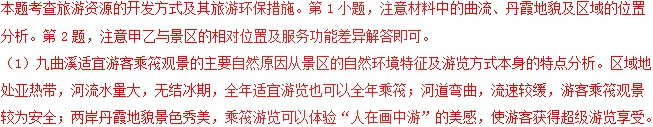 本题考查旅游资源的开发方式及其旅游环保措施。第 1 小题，注意材料中的曲流、丹霞地貌及区域的位置
分析。第 2 题，注意甲乙与景区的相对位置及服务功能差异解答即可。
（1）九曲溪适宜游客乘筏观景的主要自然原因从景区的自然环境特征及游览方式本身的特点分析。区域地
处亚热带，河流水量大，无结冰期，全年适宜游览也可以全年乘筏；河道弯曲，流速较缓，游客乘筏观景
较为安全；两岸丹霞地貌景色秀美，乘筏游览可以体验“人在画中游”的美感，使游客获得超级游览享受。